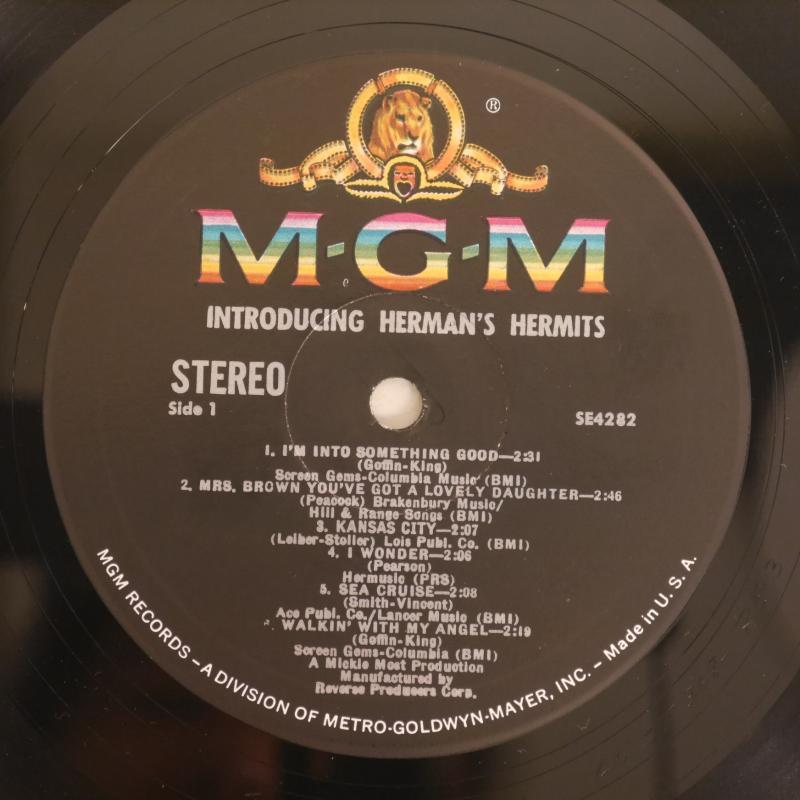 ®
M-G-M
INTRODUCING HERMAN'S HERMITS
STEREO
Side 1
SE4282
1. I'M INTO SOMETHING GOOD—2:31
(Goffin-King)
Screen Gems-Columbia Music (BMI)
2. MRS. BROWN YOU'VE GOT A LOVELY DAUGHTER—2:46
(Peacock) Brakenbury Music/
Hill & Range Songs (BMI)
3. KANSAS CITY—2:07
(Leiber-Stoller) Lois Publ. Co. (BMI)
4. I WONDER—2:06
(Pearson)
Hermusic (PRS)
5. SEA CRUISE—2:08
(Smith-Vincent)
Ace Publ. Co./Lancer Music (BMI)
WALKIN' WITH MY ANGEL—2:19
(Goffin-King)
Screen Gems-Columbia (BMI)
A Mickie Most Production
Manufactured by
Reverse Producers Corp.
MGM RECORDS – A DIVISION OF METRO-GOLDWYN-MAYER, INC. – Made in U. S. A.